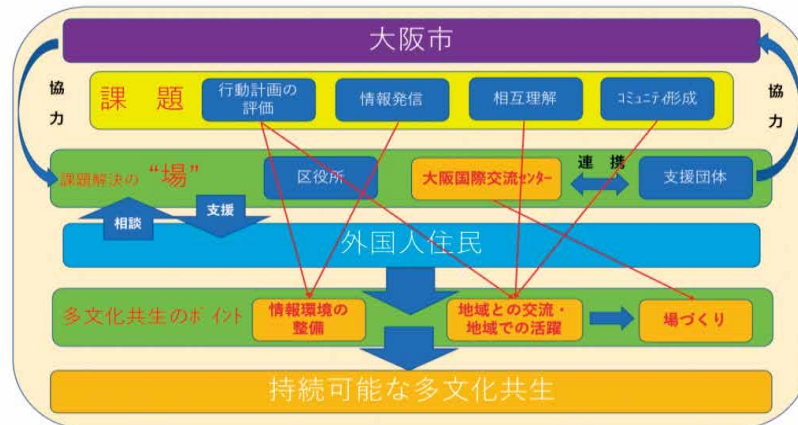 大阪市
協力
課題
行動計画の
評価
情報発信
相互理解
コミュニティ形成
協力
課題解決の“場”
区役所
大阪国際交流センター
連携
支援団体
相談
支援
外国人住民
多文化共生のポイント
情報環境の
整備
地域との交流・
地域での活躍
場づくり
持続可能な多文化共生